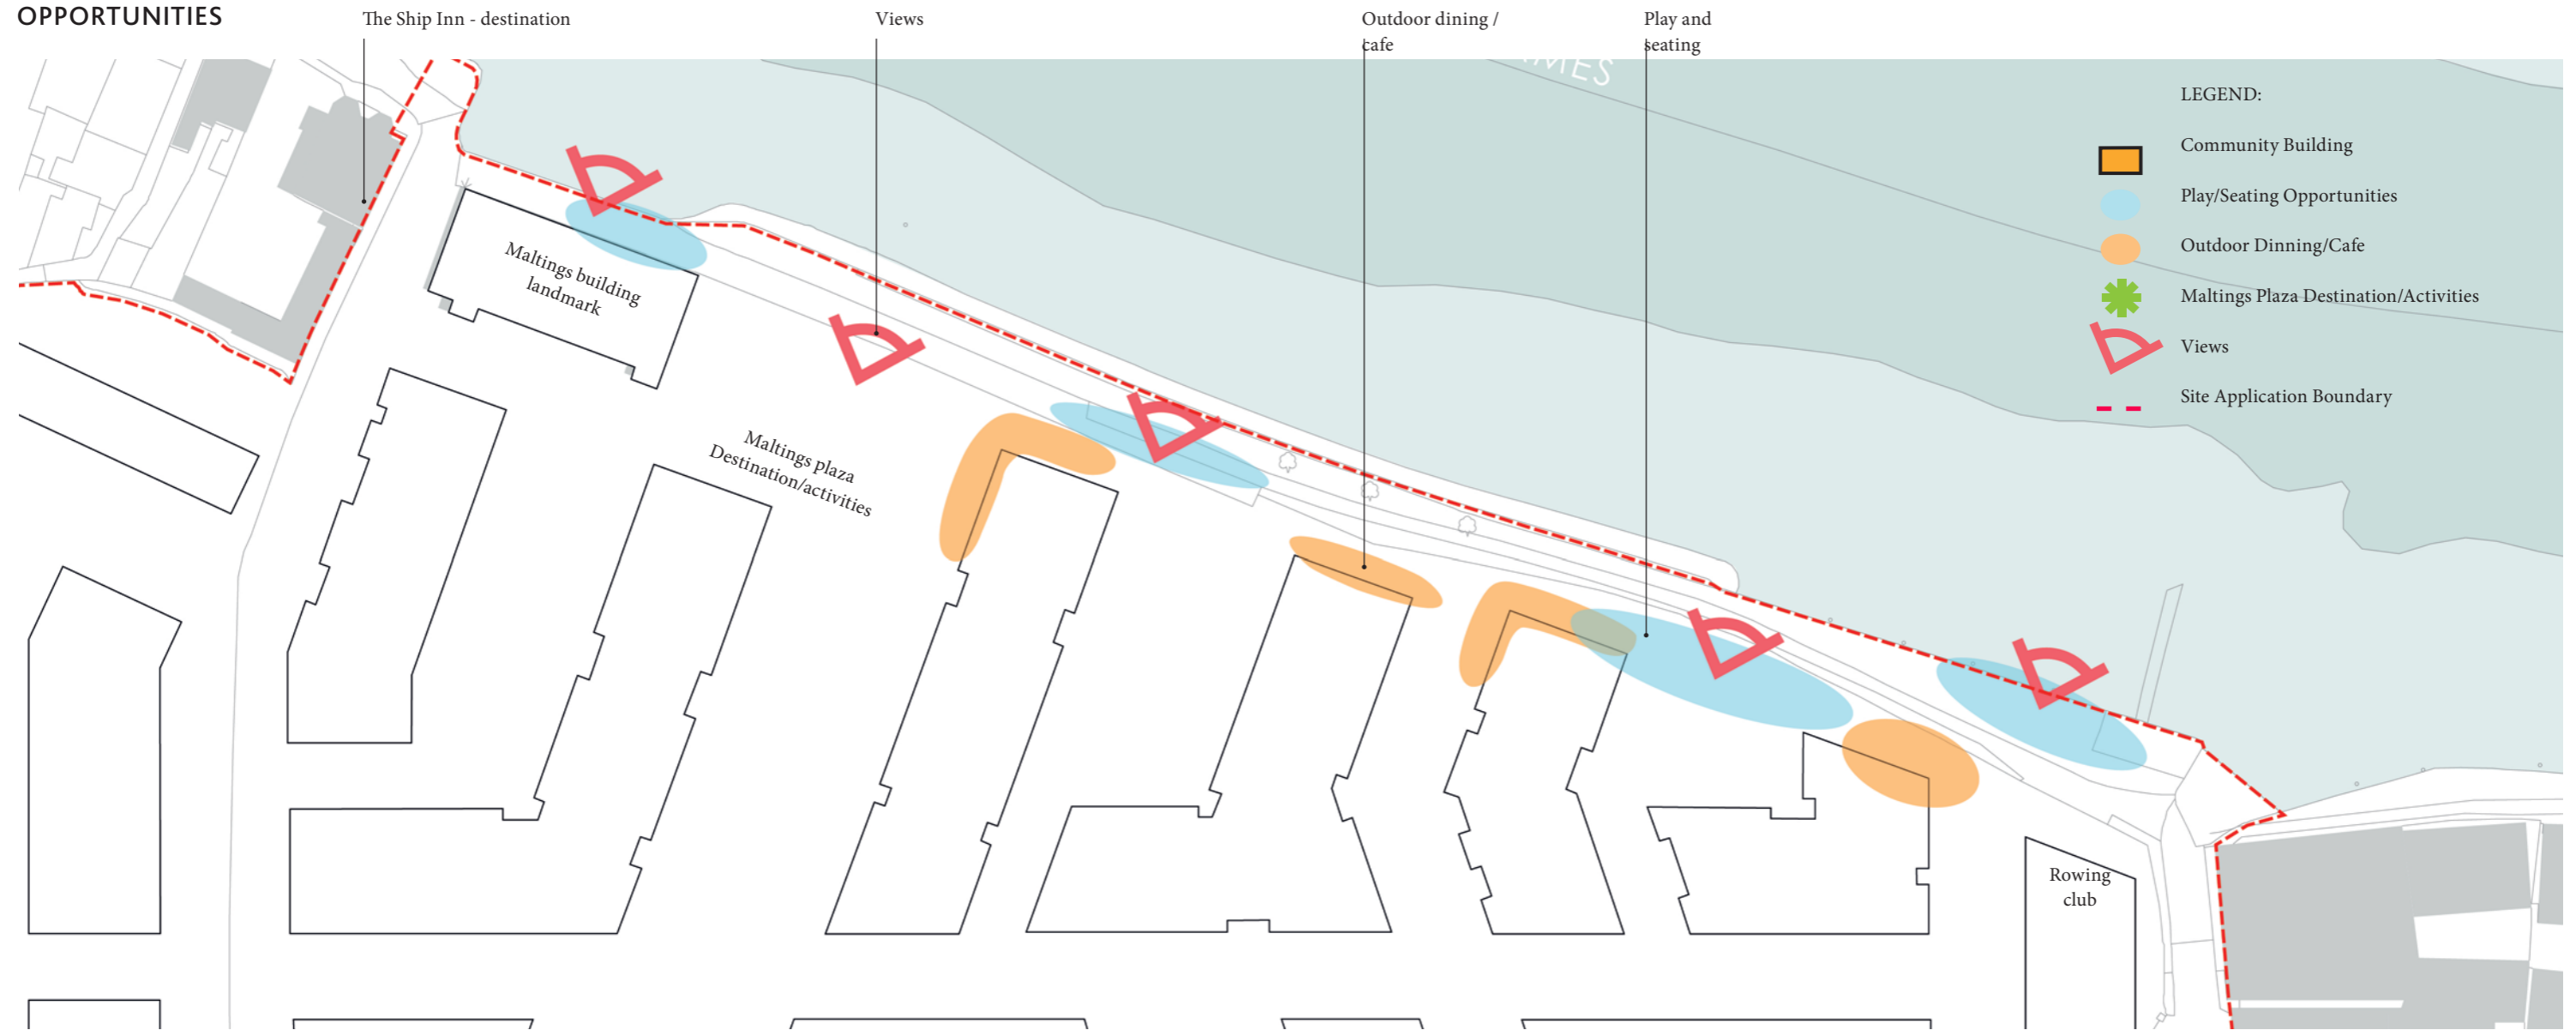 OPPORTUNITIES
The Ship Inn - destination
Views
Outdoor dining /
cafe
Play and
seating
LEGEND:
Community Building
Play/Seating Opportunities
Outdoor Dinning/Cafe
Maltings Plaza Destination/Activities
Views
Site Application Boundary
Maltings building
landmark
Maltings plaza
Destination/activities
Rowing
club